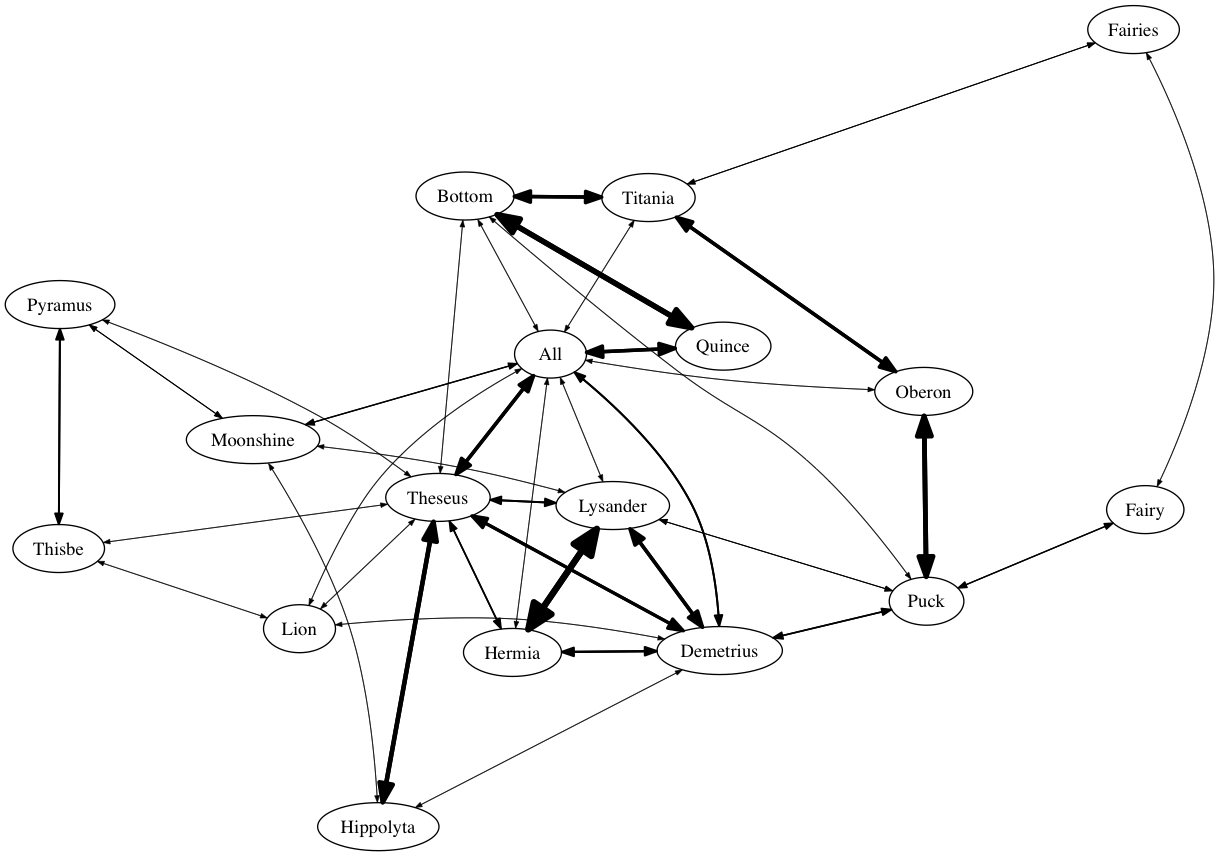 Fairies
Bottom
Titania
Pyramus
All
Quince
Oberon
Moonshine
Theseus
Lysander
Fairy
Thisbe
Puck
Lion
Hermia
Demetrius
Hippolyta